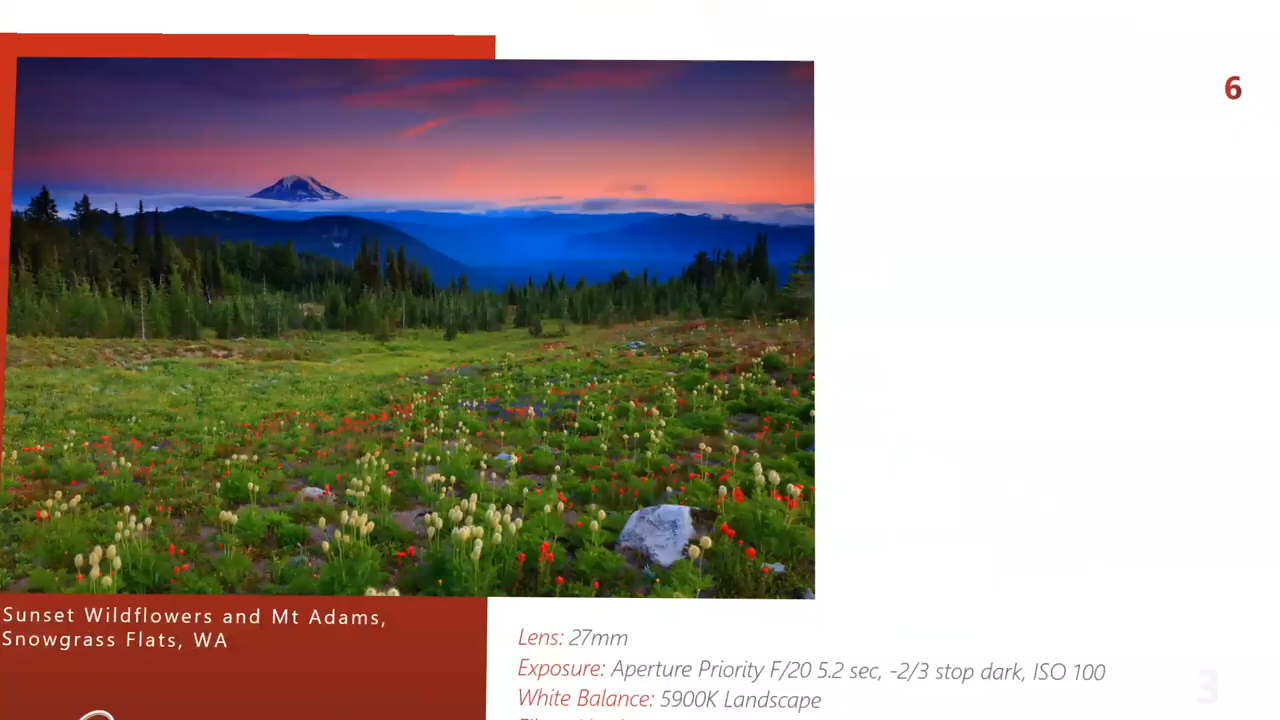 6
Sunset Wildflowers and Mt Adams,
Snowgrass Flats, WA
Lens: 27mm
Exposure: Aperture Priority F/20 5.2 sec, -2/3 stop dark, ISO 100
White Balance: 5900K Landscape
3